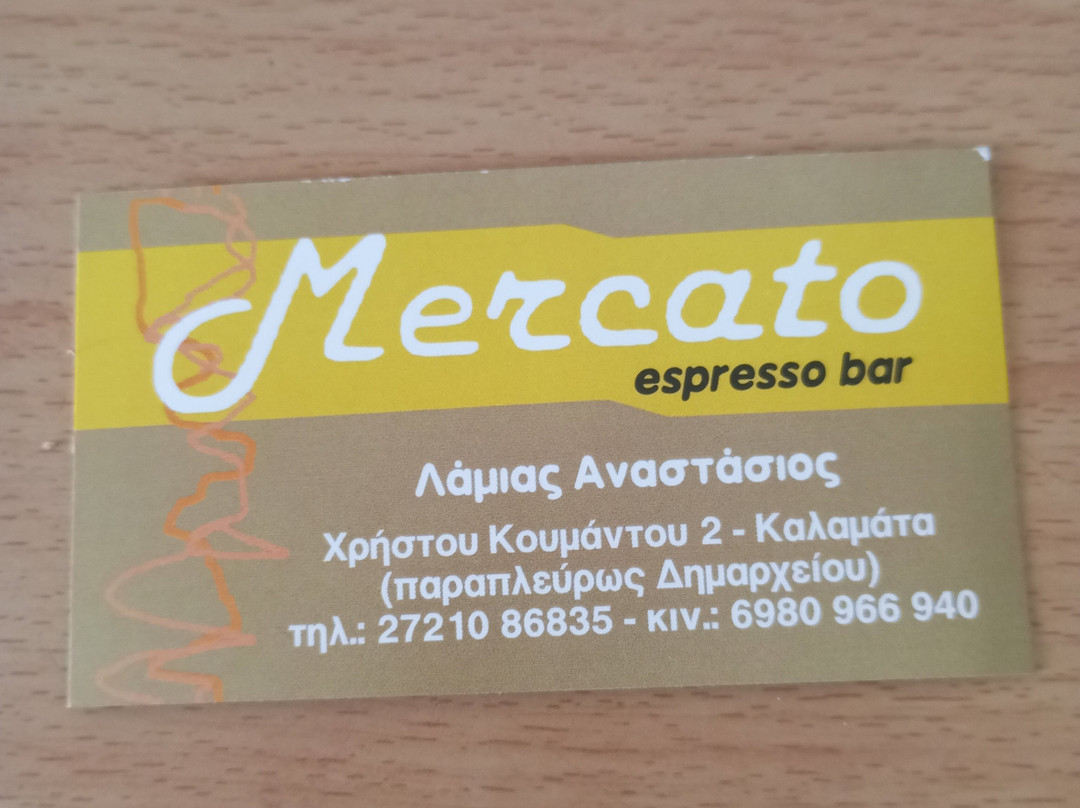 Mercato
espresso bar
Λάμιας Αναστάσιος
Χρήστου Κουμάντου 2 - Καλαμάτα
(παραπλεύρως Δημαρχείου)
τηλ.: 27210 86835 - κιν.: 6980 966 940